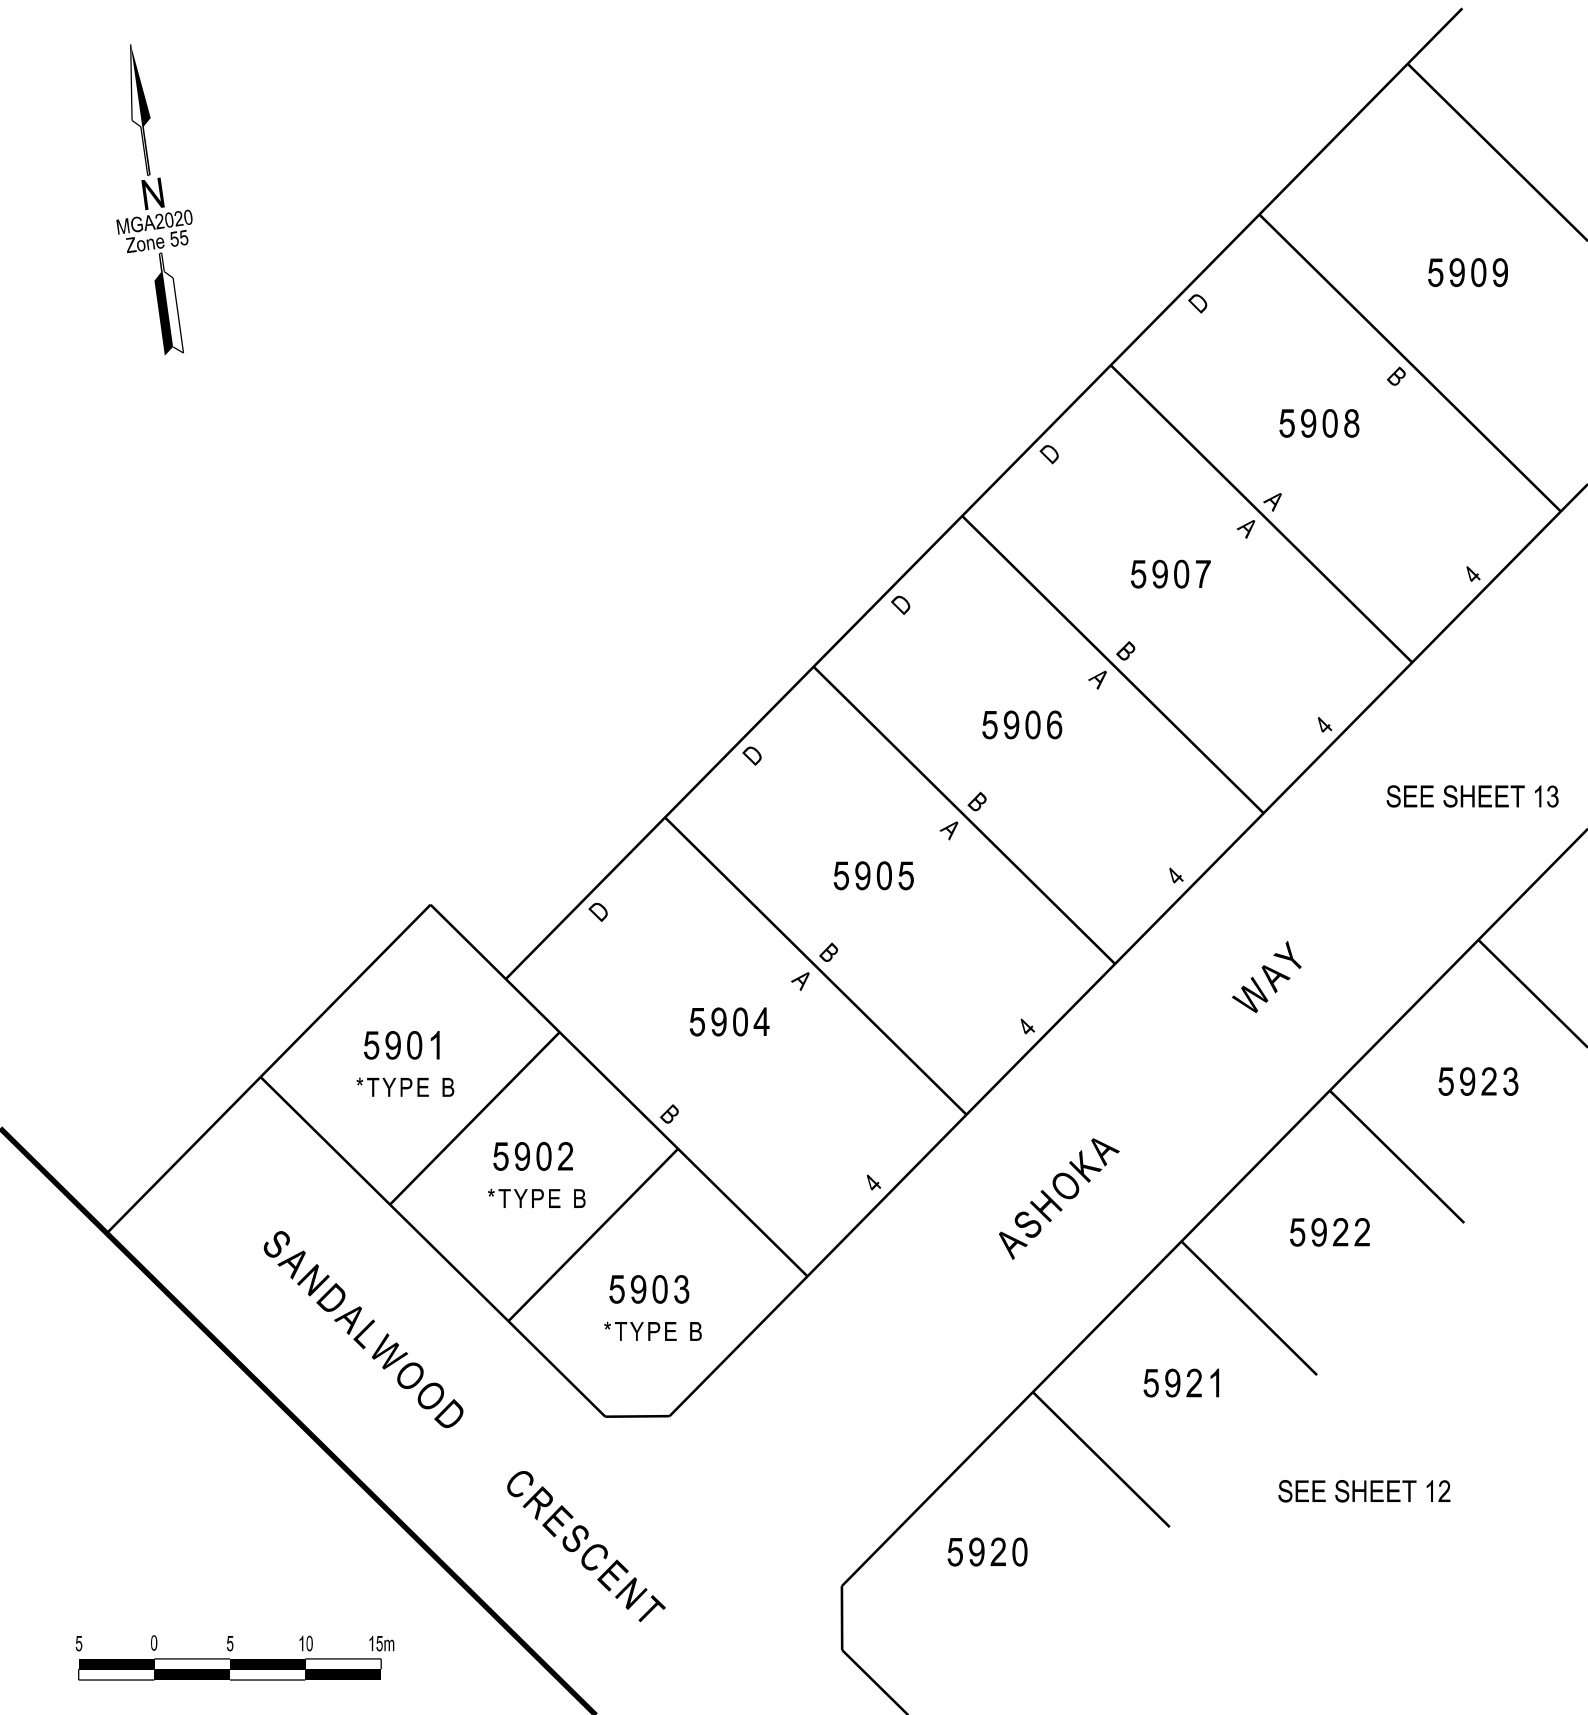 N
MGA2020
Zone 55
5909
D
B
5908
D
A
A
5907
4
D
B
A
5906
4
D
B
A
SEE SHEET 13
5905
4
D
B
A
WAY
5904
4
5901
*TYPE B
B
5923
5902
*TYPE B
4
ASHOKA
5922
5903
*TYPE B
SANDALWOOD
5921
CRESCENT
SEE SHEET 12
5920
5 0 5 10 15m